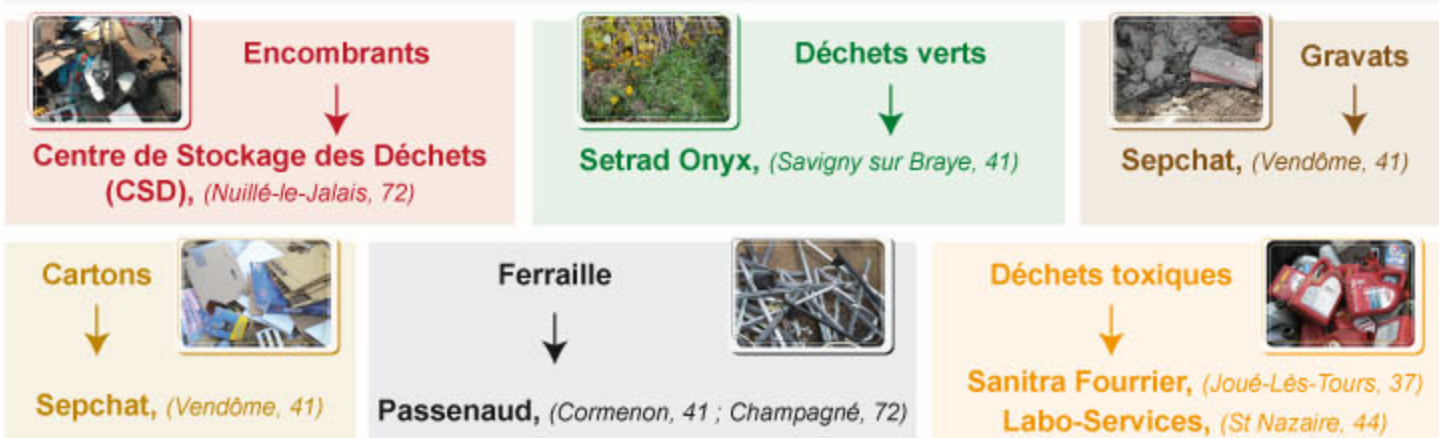 Encombrants
Centre de Stockage des Déchets
(CSD), (Nuillé-le-Jalais, 72)
Déchets verts
Setrad Onyx, (Savigny sur Braye, 41)
Gravats
Sepchat, (Vendôme, 41)
Cartons
Sepchat, (Vendôme, 41)
Ferraille
Passenaud, (Cormenon, 41 ; Champagné, 72)
Déchets toxiques
Sanitra Fourrier, (Joué-Lès-Tours, 37)
Labo-Services, (St Nazaire, 44)